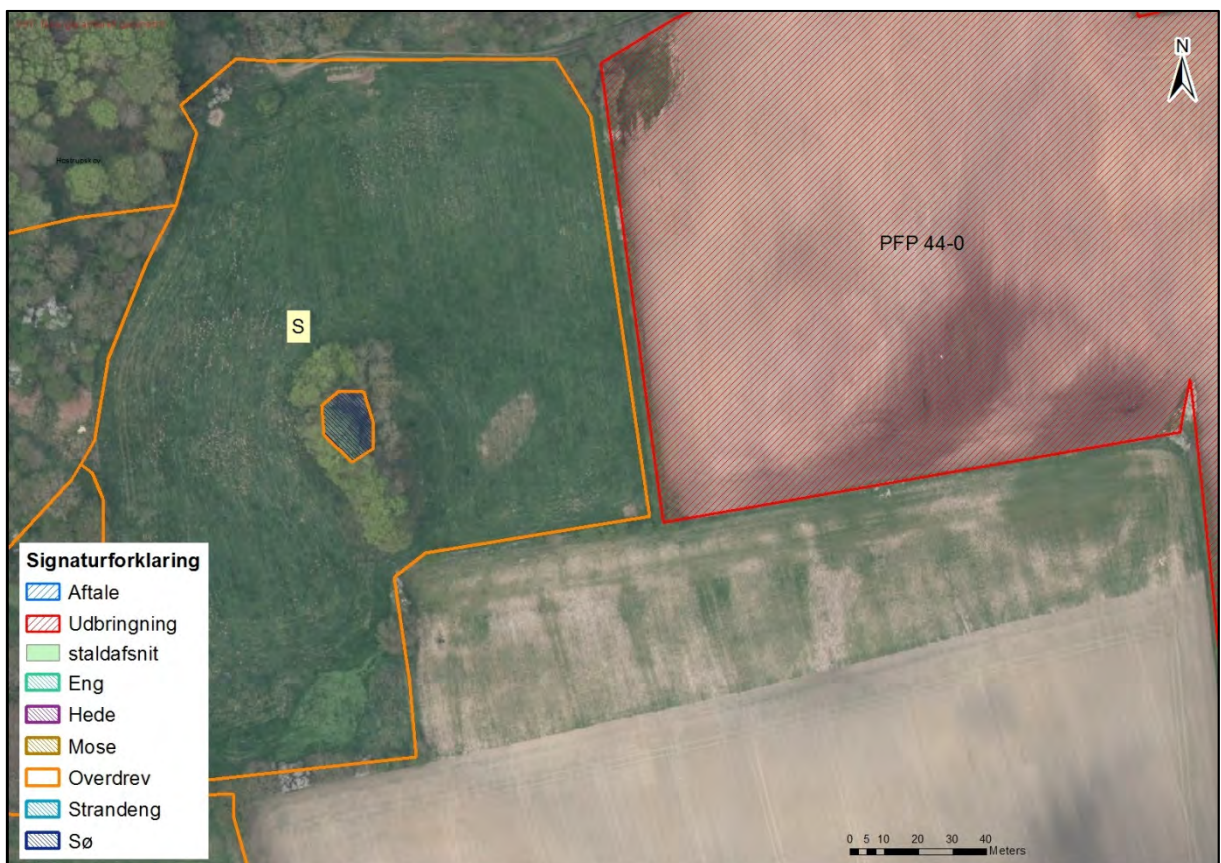 N
Hostrupskov
PFP 44-0
S
Signaturforklaring
Aftale
Udbringning
staldafsnit
Eng
Hede
Mose
Overdrev
Strandeng
Sø
0 5 10 20 30 40
Meters